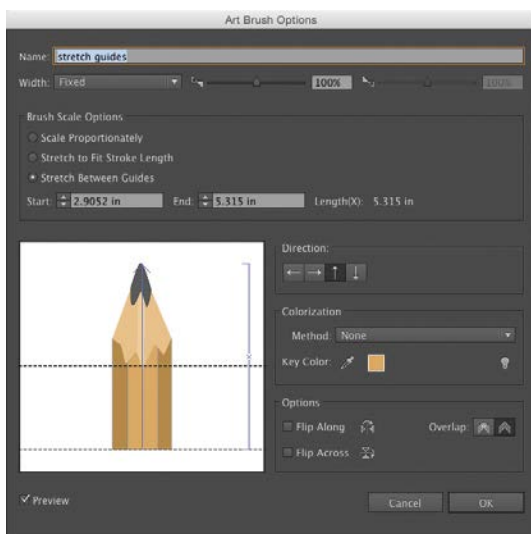 Art Brush Options
Name: stretch guides
Width: Fixed 100% 100%
Brush Scale Options
Scale Proportionately
Stretch to Fit Stroke Length
Stretch Between Guides
Start: 2.9052 in End: 5.315 in Length(X): 5.315 in
Direction:
Colorization
Method: None
Key Color:
Options
Flip Along Overlap:
Flip Across
Preview Cancel OK